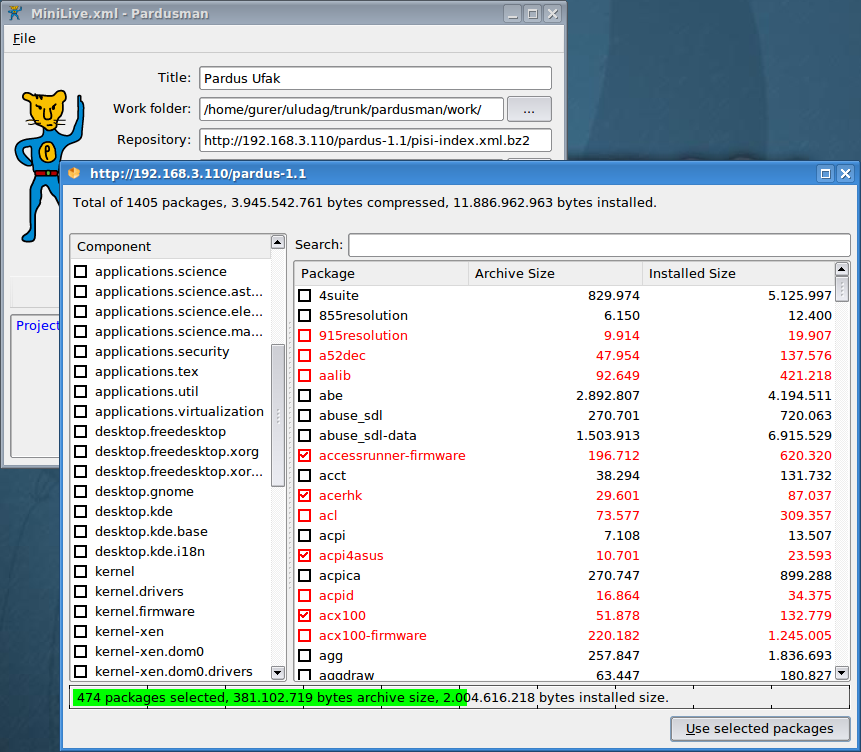 MiniLive.xml - Pardusman
File
Title: Pardus Ufak
Work folder: /home/gurer/uludag/trunk/pardusman/work/ ...
Repository: http://192.168.3.110/pardus-1.1/pisi-index.xml.bz2
Project
http://192.168.3.110/pardus-1.1
Total of 1405 packages, 3.945.542.761 bytes compressed, 11.886.962.963 bytes installed.
Component
applications.science
applications.science.ast...
applications.science.ele...
applications.science.ma...
applications.security
applications.tex
applications.util
applications.virtualization
desktop.freedesktop
desktop.freedesktop.xorg
desktop.freedesktop.xor...
desktop.gnome
desktop.kde
desktop.kde.base
desktop.kde.i18n
kernel
kernel.drivers
kernel.firmware
kernel-xen
kernel-xen.dom0
kernel-xen.dom0.drivers
Search:
Package Archive Size Installed Size
4suite 829.974 5.125.997
855resolution 6.150 12.400
915resolution 9.914 19.907
a52dec 47.954 137.576
aalib 92.649 421.218
abe 2.892.807 4.194.511
abuse_sdl 270.701 720.063
abuse_sdl-data 1.503.913 6.915.529
accessrunner-firmware 196.712 620.320
acct 38.294 131.732
acerhk 29.601 87.037
acl 73.577 309.357
acpi 7.108 13.507
acpi4asus 10.701 23.593
acpica 270.747 899.288
acpid 16.864 34.375
acx100 51.878 132.779
acx100-firmware 220.182 1.245.005
agg 257.847 1.836.693
aggdraw 63.447 180.827
474 packages selected, 381.102.719 bytes archive size, 2.004.616.218 bytes installed size.
Use selected packages